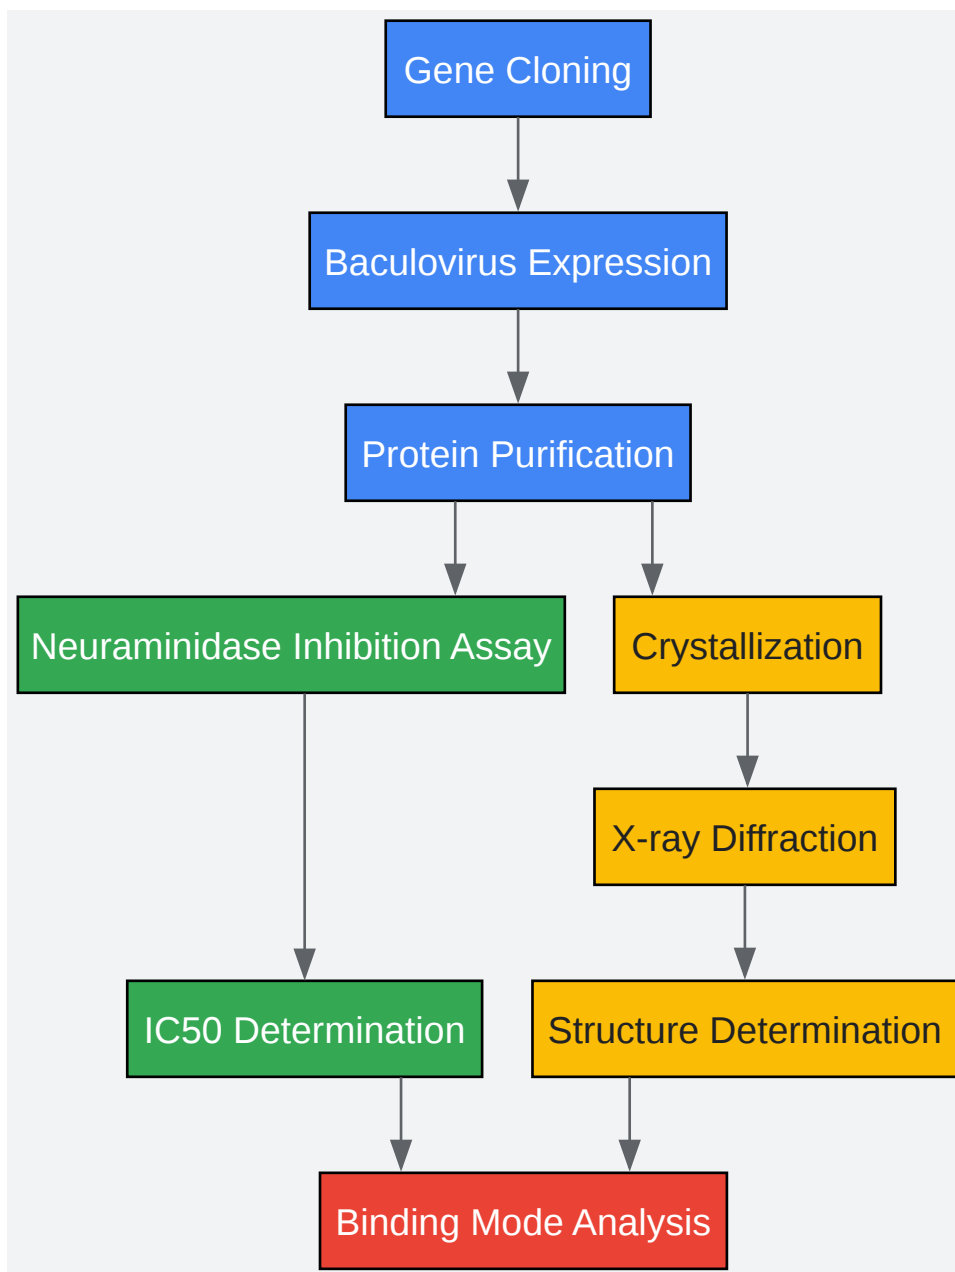 Gene Cloning
Baculovirus Expression
Protein Purification
Neuraminidase Inhibition Assay
Crystallization
X-ray Diffraction
IC50 Determination
Structure Determination
Binding Mode Analysis